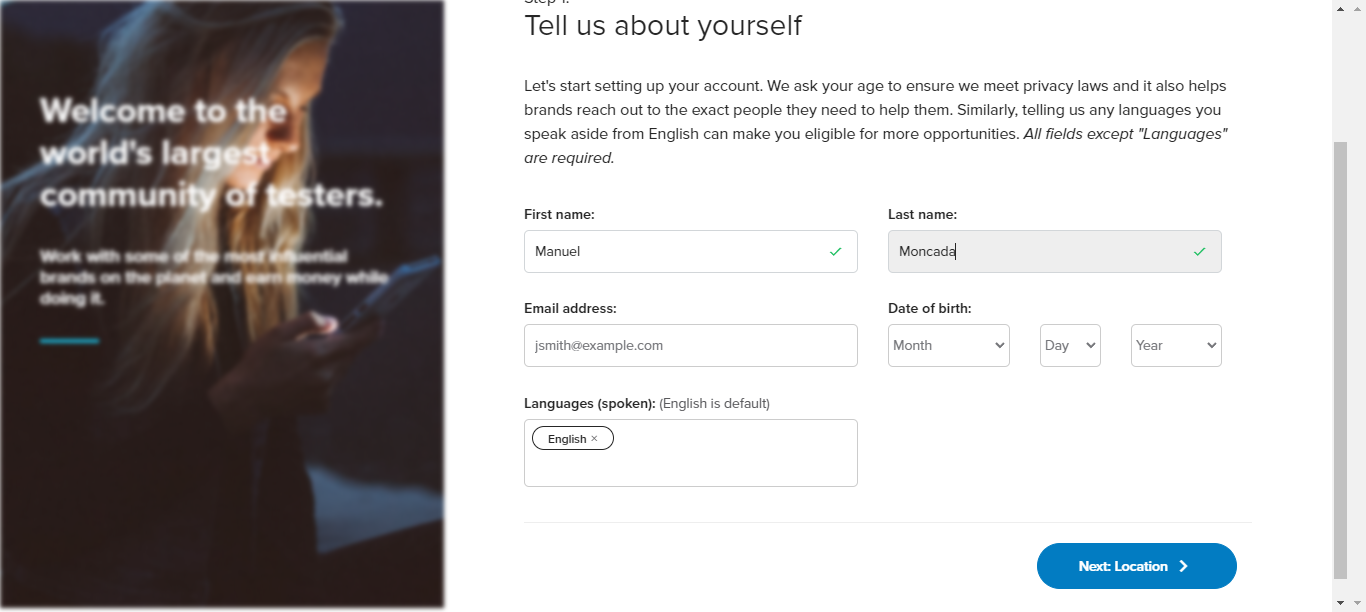 Step 1:
Tell us about yourself
Welcome to the
world's largest
community of testers.
Work with some of the most influential
brands on the planet and earn money while
doing it.
Let's start setting up your account. We ask your age to ensure we meet privacy laws and it also helps
brands reach out to the exact people they need to help them. Similarly, telling us any languages you
speak aside from English can make you eligible for more opportunities. All fields except "Languages"
are required.
First name:
Last name:
Manuel
Moncada
Email address:
Date of birth:
jsmith@example.com
Month
Day
Year
Languages (spoken): (English is default)
English ×
Next: Location